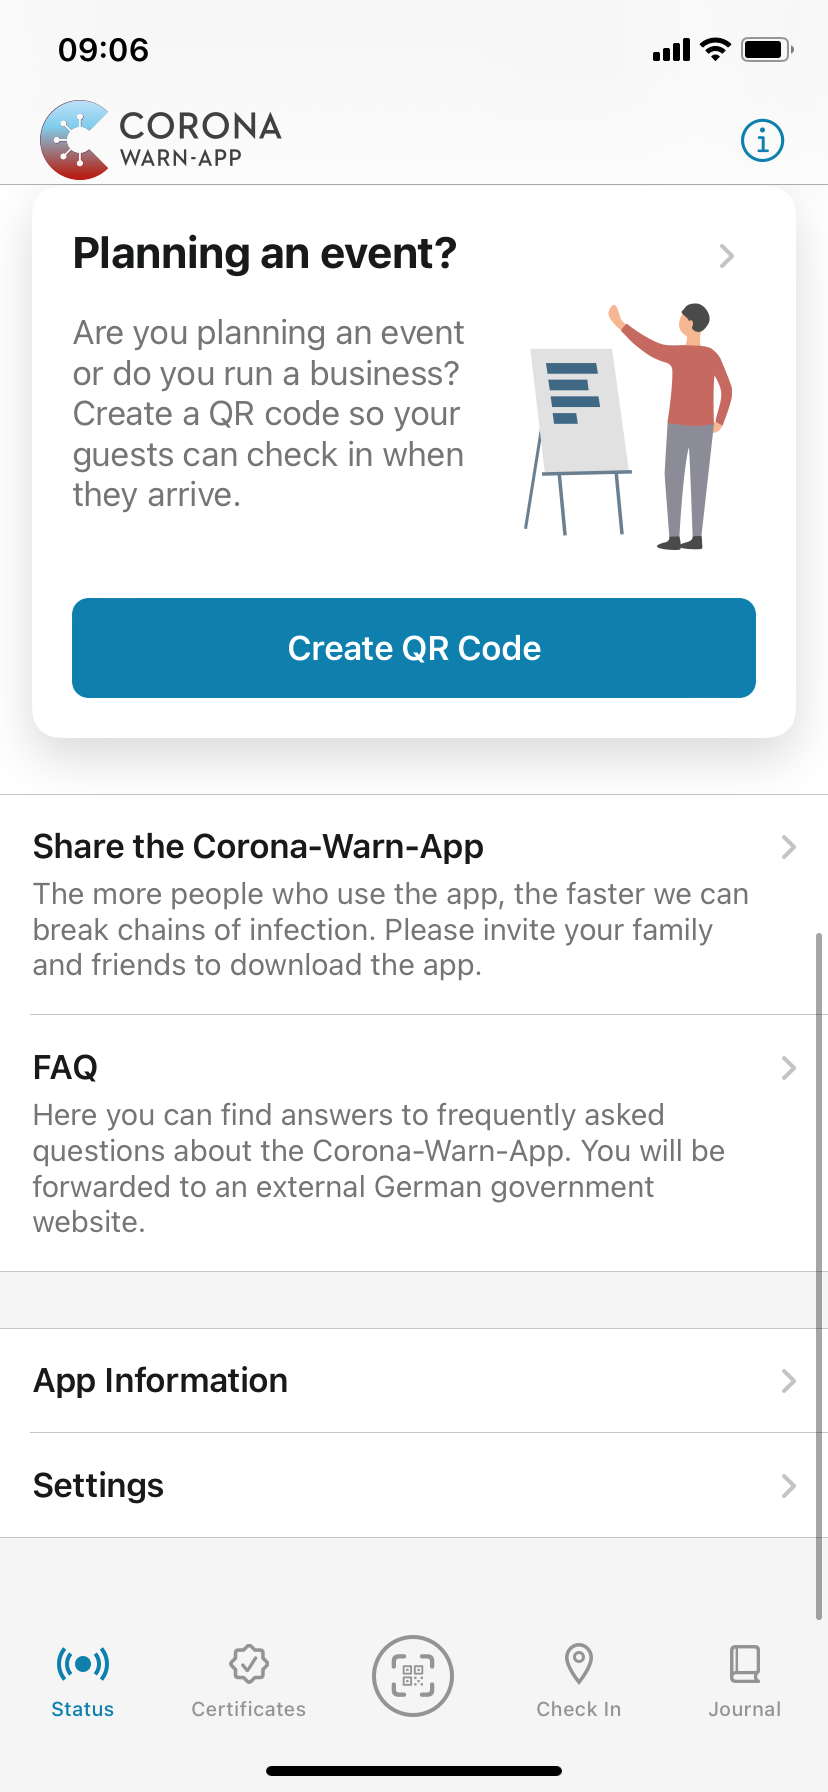 09:06
CORONA
WARN-APP
Planning an event?
Are you planning an event
or do you run a business?
Create a QR code so your
guests can check in when
they arrive.
Create QR Code
Share the Corona-Warn-App
The more people who use the app, the faster we can
break chains of infection. Please invite your family
and friends to download the app.
FAQ
Here you can find answers to frequently asked
questions about the Corona-Warn-App. You will be
forwarded to an external German government
website.
App Information
Settings
Status
Certificates
Check In
Journal